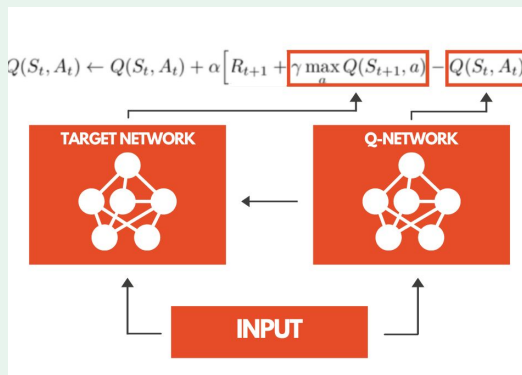 Q(S_t, A_t) ← Q(S_t, A_t) + α[R_{t+1} + γ max_a Q(S_{t+1}, a) − Q(S_t, A_t)
TARGET NETWORK
Q-NETWORK
INPUT